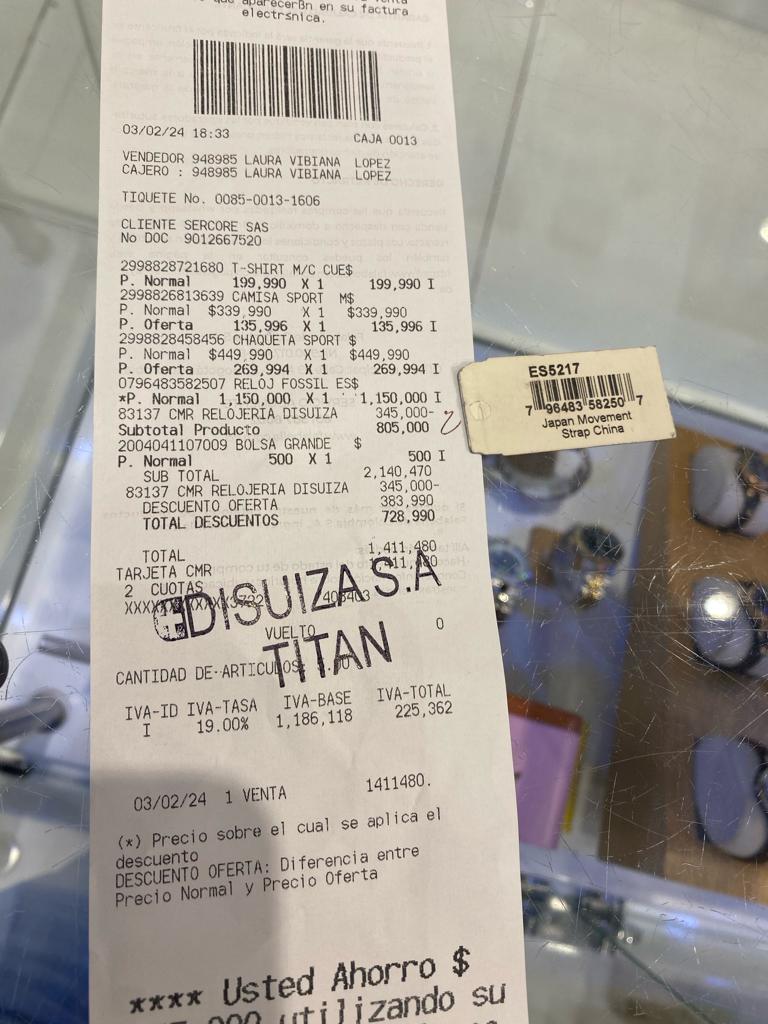 que aparecerßn en su factura
electrsnica.
03/02/24 18:33 CAJA 0013
VENDEDOR 948985 LAURA VIBIANA LOPEZ
CAJERO : 948985 LAURA VIBIANA LOPEZ
TIQUETE No. 0085-0013-1606
CLIENTE SERCORE SAS
No DOC 9012667520
2998828721680 T-SHIRT M/C CUE$
P. Normal 199,990 X 1 199,990 I
2998826813639 CAMISA SPORT M$
P. Normal $339,990 X 1 $339,990
P. Oferta 135,996 X 1 135,996 I
2998828458456 CHAQUETA SPORT $
P. Normal $449,990 X 1 $449,990
P. Oferta 269,994 X 1 269,994 I
0796483582507 RELOJ FOSSIL ES$
*P. Normal 1,150,000 X 1 1,150,000 I
83137 CMR RELOJERIA DISUIZA 345,000-
Subtotal Producto 805,000
2004041107009 BOLSA GRANDE $
P. Normal 500 X 1 500 I
SUB TOTAL 2,140,470
83137 CMR RELOJERIA DISUIZA 345,000-
DESCUENTO OFERTA 383,990
TOTAL DESCUENTOS 728,990
TOTAL 1,411,480
TARJETA CMR 1,411,480
2 CUOTAS
DISUIZA S.A
TITAN
VUELTO 0
CANTIDAD DE ARTICULOS:
IVA-ID IVA-TASA IVA-BASE IVA-TOTAL
I 19.00% 1,186,118 225,362
03/02/24 1 VENTA 1411480.
(*) Precio sobre el cual se aplica el
descuento
DESCUENTO OFERTA: Diferencia entre
Precio Normal y Precio Oferta
**** Usted Ahorro $
utilizando su
ES5217
7 96483 58250 7
Japan Movement
Strap China